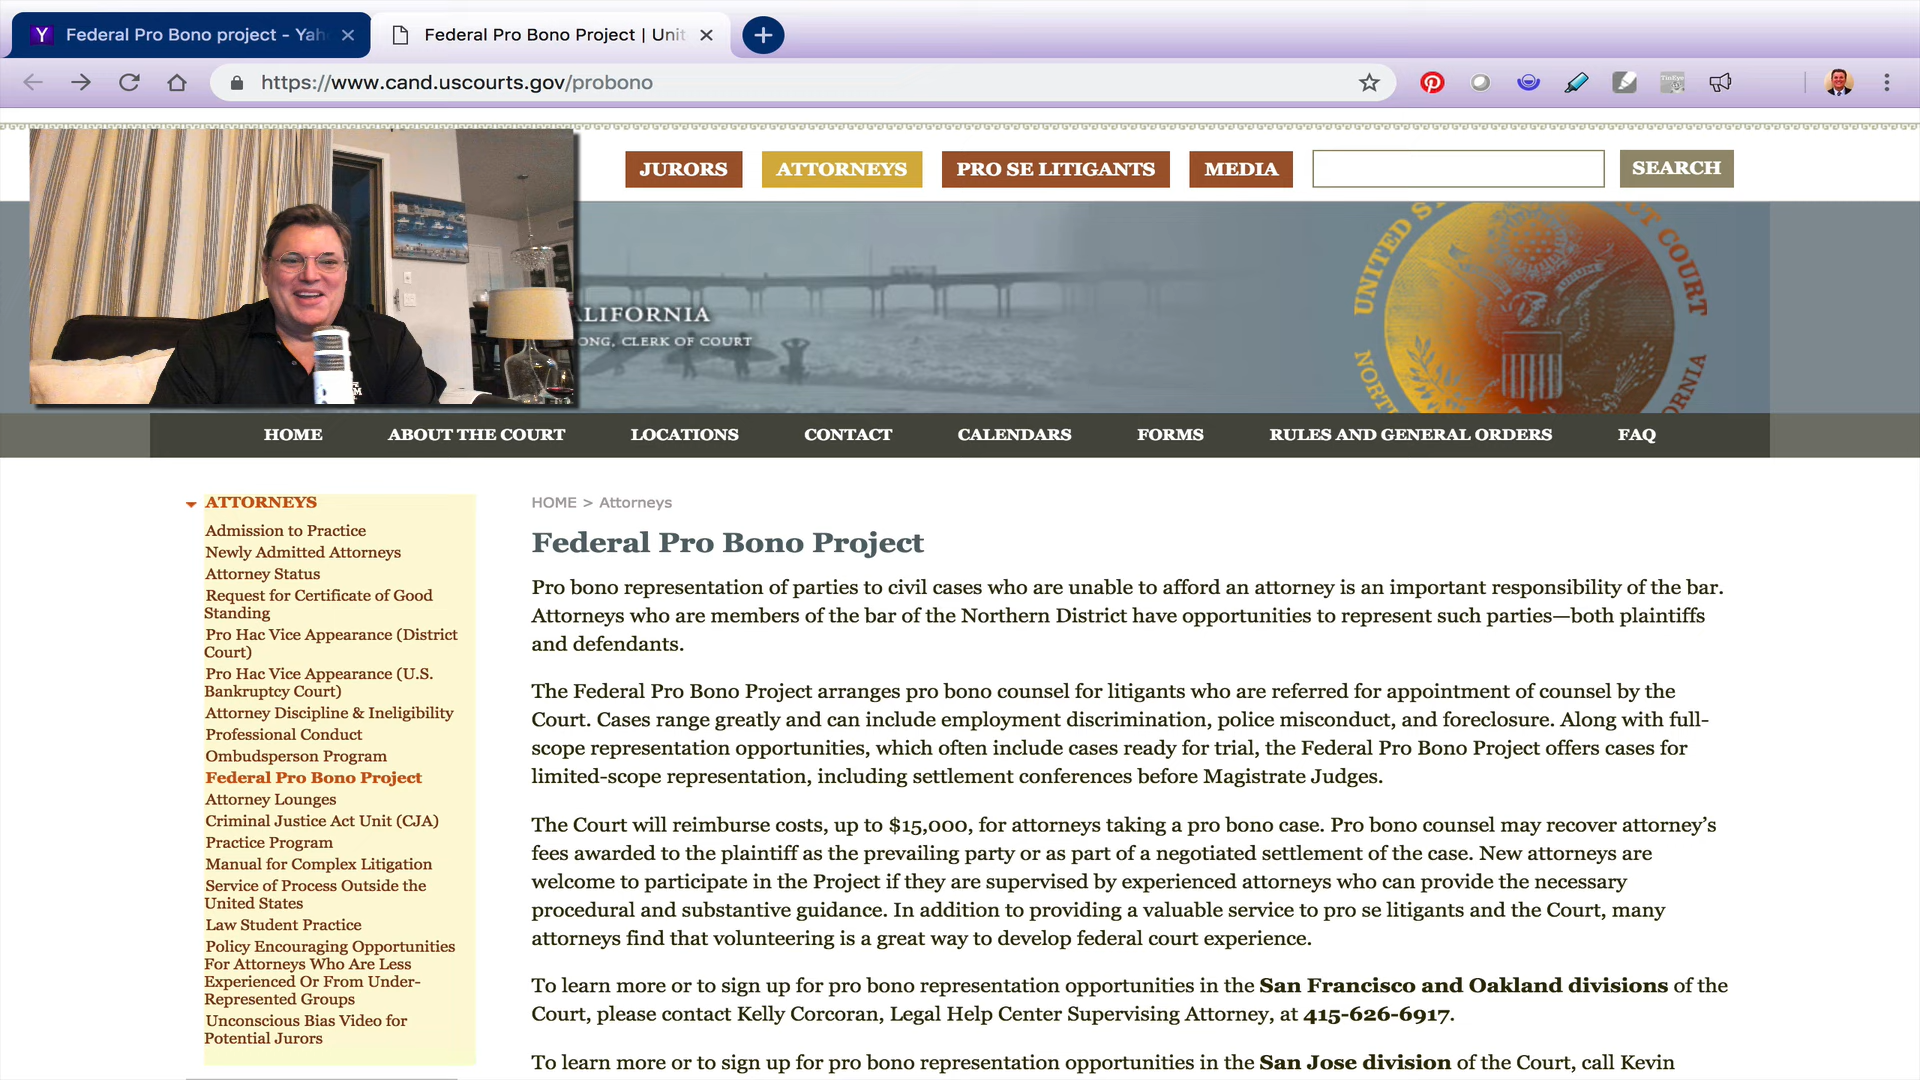 Federal Pro Bono project - Yah
Federal Pro Bono Project | Unit
https://www.cand.uscourts.gov/probono
JURORS
ATTORNEYS
PRO SE LITIGANTS
MEDIA
SEARCH
ALIFORNIA
ONG, CLERK OF COURT
UNITED S
CT COURT
NORT
ORNIA
HOME
ABOUT THE COURT
LOCATIONS
CONTACT
CALENDARS
FORMS
RULES AND GENERAL ORDERS
FAQ
ATTORNEYS
Admission to Practice
Newly Admitted Attorneys
Attorney Status
Request for Certificate of Good
Standing
Pro Hac Vice Appearance (District
Court)
Pro Hac Vice Appearance (U.S.
Bankruptcy Court)
Attorney Discipline & Ineligibility
Professional Conduct
Ombudsperson Program
Federal Pro Bono Project
Attorney Lounges
Criminal Justice Act Unit (CJA)
Practice Program
Manual for Complex Litigation
Service of Process Outside the
United States
Law Student Practice
Policy Encouraging Opportunities
For Attorneys Who Are Less
Experienced Or From Under-
Represented Groups
Unconscious Bias Video for
Potential Jurors
HOME > Attorneys
Federal Pro Bono Project
Pro bono representation of parties to civil cases who are unable to afford an attorney is an important responsibility of the bar.
Attorneys who are members of the bar of the Northern District have opportunities to represent such parties—both plaintiffs
and defendants.
The Federal Pro Bono Project arranges pro bono counsel for litigants who are referred for appointment of counsel by the
Court. Cases range greatly and can include employment discrimination, police misconduct, and foreclosure. Along with full-
scope representation opportunities, which often include cases ready for trial, the Federal Pro Bono Project offers cases for
limited-scope representation, including settlement conferences before Magistrate Judges.
The Court will reimburse costs, up to $15,000, for attorneys taking a pro bono case. Pro bono counsel may recover attorney’s
fees awarded to the plaintiff as the prevailing party or as part of a negotiated settlement of the case. New attorneys are
welcome to participate in the Project if they are supervised by experienced attorneys who can provide the necessary
procedural and substantive guidance. In addition to providing a valuable service to pro se litigants and the Court, many
attorneys find that volunteering is a great way to develop federal court experience.
To learn more or to sign up for pro bono representation opportunities in the San Francisco and Oakland divisions of the
Court, please contact Kelly Corcoran, Legal Help Center Supervising Attorney, at 415-626-6917.
To learn more or to sign up for pro bono representation opportunities in the San Jose division of the Court, call Kevin